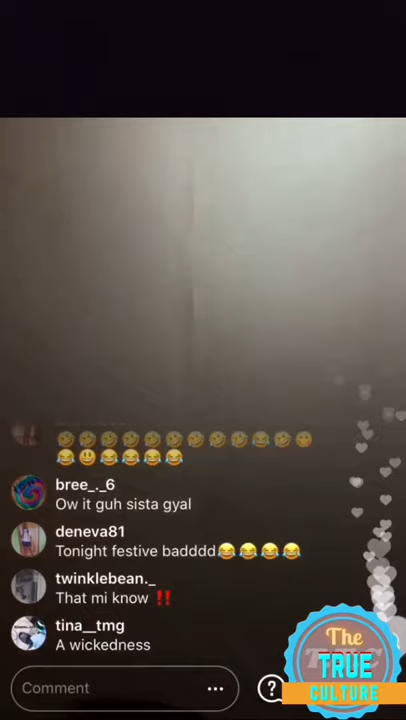 🤣🤣🤣🤣🤣🤣🤣🤣🤣😂🤣🤣
😂😃😂😂😂😂
bree_._6
Ow it guh sista gyal
deneva81
Tonight festive badddd😂😂😂😂
twinklebean._
That mi know ‼️
tina__tmg
A wickedness
Comment
The
TRUE
CULTURE